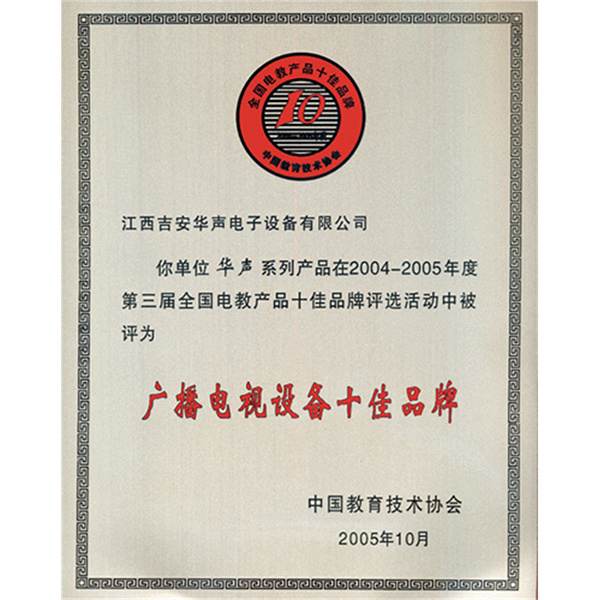 全国电教产品十佳品牌
10
中国教育技术协会
江西吉安华声电子设备有限公司
你单位 华声 系列产品在2004-2005年度
第三届全国电教产品十佳品牌评选活动中被
评为
广播电视设备十佳品牌
中国教育技术协会
2005年10月